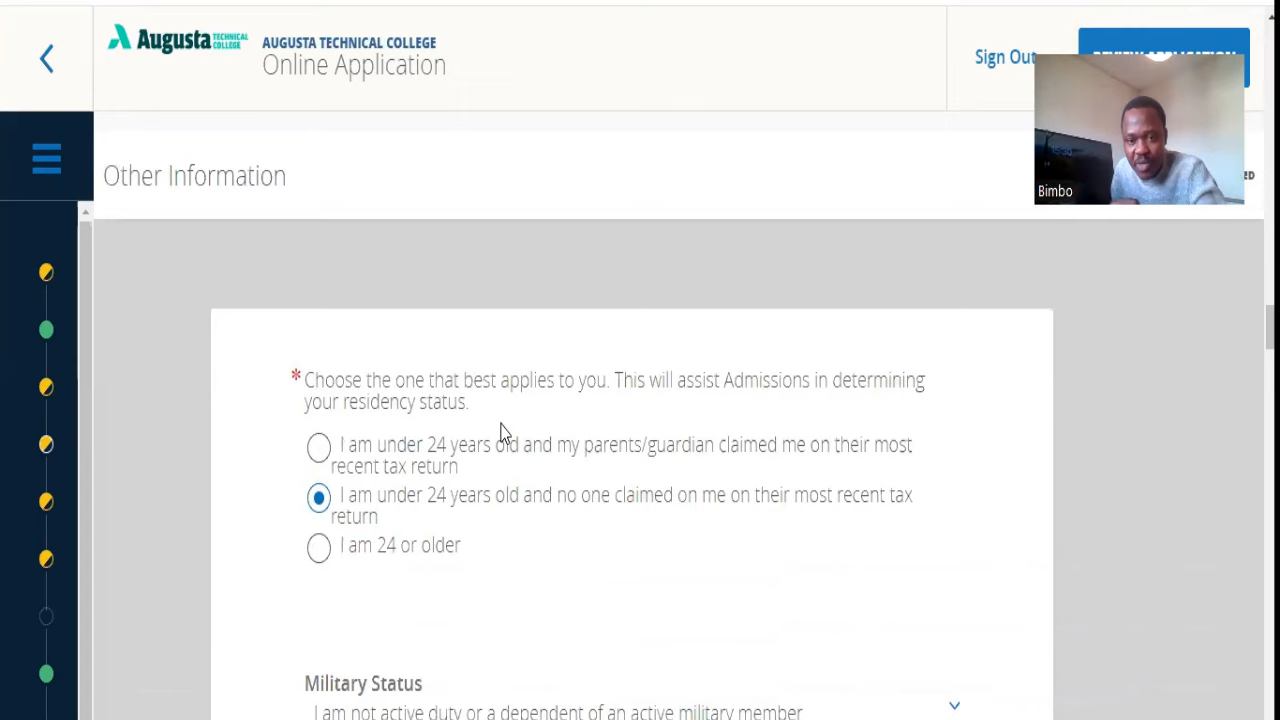 Augusta TECHNICAL COLLEGE
AUGUSTA TECHNICAL COLLEGE
Online Application
Sign Out
REVIEW APPLICATION
Other Information
Bimbo
*Choose the one that best applies to you. This will assist Admissions in determining
your residency status.
I am under 24 years old and my parents/guardian claimed me on their most
recent tax return
I am under 24 years old and no one claimed on me on their most recent tax
return
I am 24 or older
Military Status
I am not active duty or a dependent of an active military member